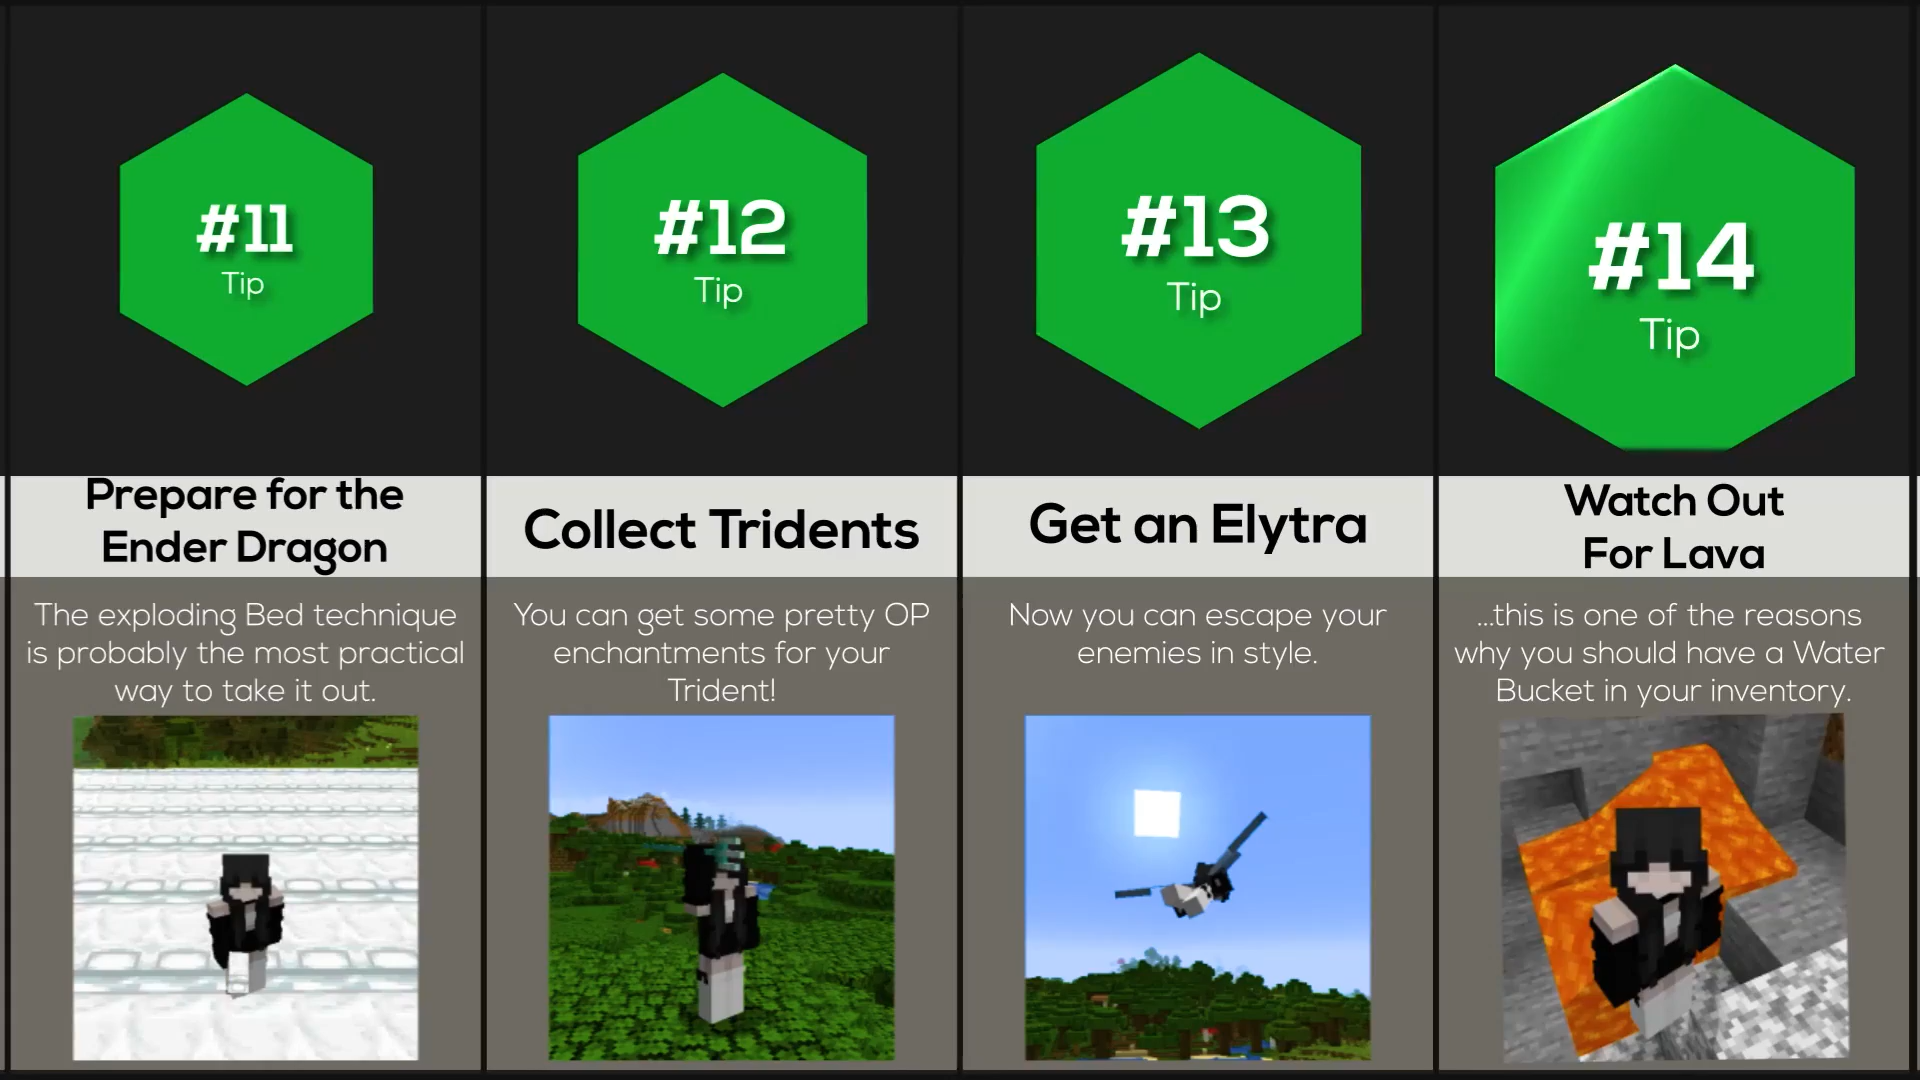 #11
Tip
Prepare for the
Ender Dragon
The exploding Bed technique
is probably the most practical
way to take it out.
#12
Tip
Collect Tridents
You can get some pretty OP
enchantments for your
Trident!
#13
Tip
Get an Elytra
Now you can escape your
enemies in style.
#14
Tip
Watch Out
For Lava
...this is one of the reasons
why you should have a Water
Bucket in your inventory.